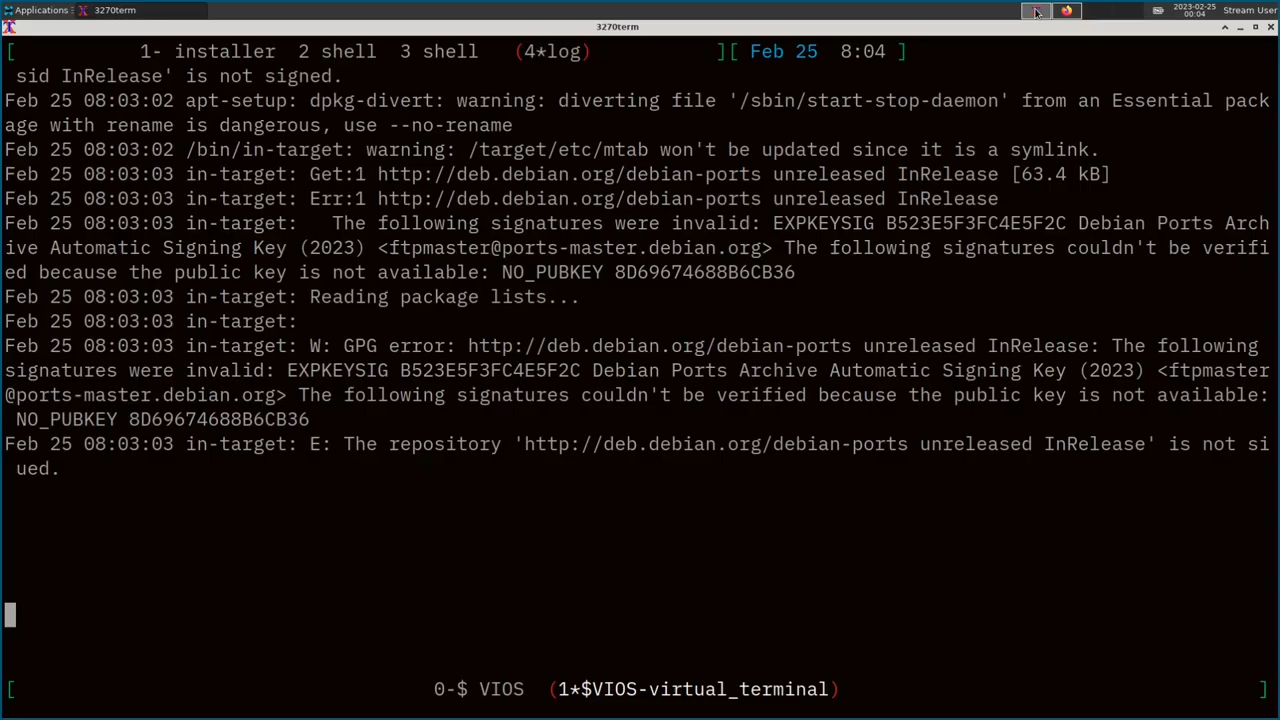 Applications 3270term 2023-02-25 00:04 Stream User
3270term
[ 1- installer 2 shell 3 shell (4*log) ][ Feb 25 8:04 ]
sid InRelease' is not signed.
Feb 25 08:03:02 apt-setup: dpkg-divert: warning: diverting file '/sbin/start-stop-daemon' from an Essential pack
age with rename is dangerous, use --no-rename
Feb 25 08:03:02 /bin/in-target: warning: /target/etc/mtab won't be updated since it is a symlink.
Feb 25 08:03:03 in-target: Get:1 http://deb.debian.org/debian-ports unreleased InRelease [63.4 kB]
Feb 25 08:03:03 in-target: Err:1 http://deb.debian.org/debian-ports unreleased InRelease
Feb 25 08:03:03 in-target:   The following signatures were invalid: EXPKEYSIG B523E5F3FC4E5F2C Debian Ports Arch
ive Automatic Signing Key (2023) <ftpmaster@ports-master.debian.org> The following signatures couldn't be verifi
ed because the public key is not available: NO_PUBKEY 8D69674688B6CB36
Feb 25 08:03:03 in-target: Reading package lists...
Feb 25 08:03:03 in-target:
Feb 25 08:03:03 in-target: W: GPG error: http://deb.debian.org/debian-ports unreleased InRelease: The following
signatures were invalid: EXPKEYSIG B523E5F3FC4E5F2C Debian Ports Archive Automatic Signing Key (2023) <ftpmaster
@ports-master.debian.org> The following signatures couldn't be verified because the public key is not available:
NO_PUBKEY 8D69674688B6CB36
Feb 25 08:03:03 in-target: E: The repository 'http://deb.debian.org/debian-ports unreleased InRelease' is not si
ued.
[ 0-$ VIOS (1*$VIOS-virtual_terminal) ]